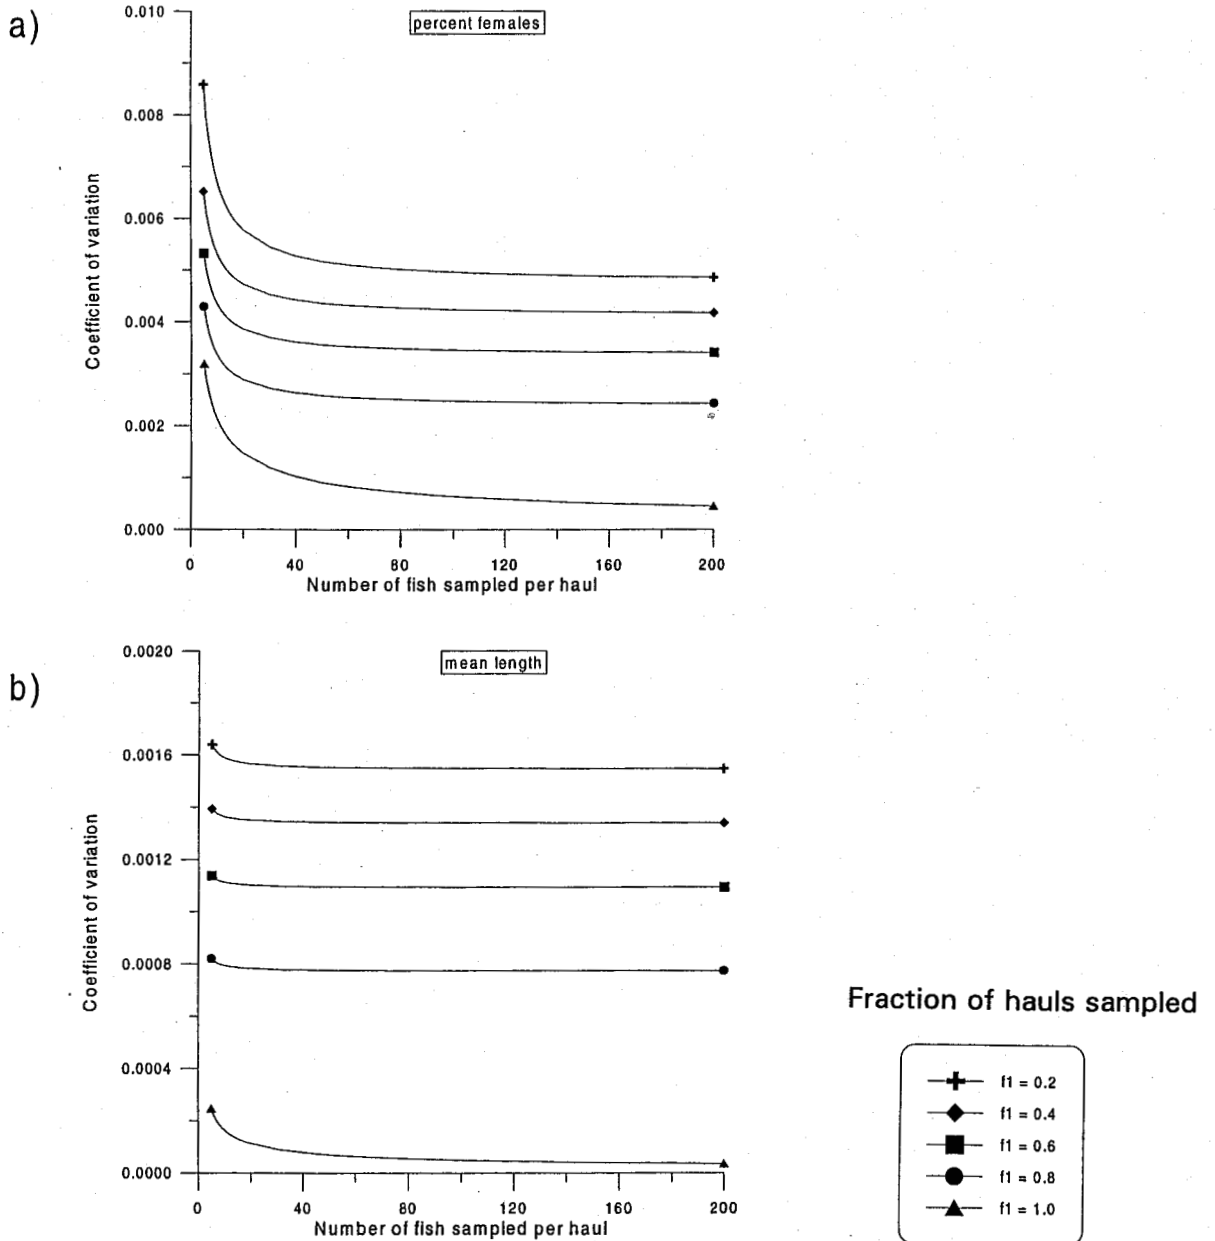 a)
percent females
0.010
0.008
0.006
0.004
0.002
0.000
Coefficient of variation
0 40 80 120 160 200
Number of fish sampled per haul
b)
mean length
0.0020
0.0016
0.0012
0.0008
0.0004
0.0000
Coefficient of variation
0 40 80 120 160 200
Number of fish sampled per haul
Fraction of hauls sampled
f1 = 0.2
f1 = 0.4
f1 = 0.6
f1 = 0.8
f1 = 1.0